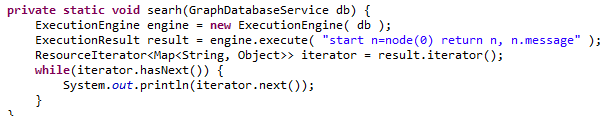 private static void searh(GraphDatabaseService db) {
    ExecutionEngine engine = new ExecutionEngine( db );
    ExecutionResult result = engine.execute( "start n=node(0) return n, n.message" );
    ResourceIterator<Map<String, Object>> iterator = result.iterator();
    while(iterator.hasNext()) {
        System.out.println(iterator.next());
    }
}